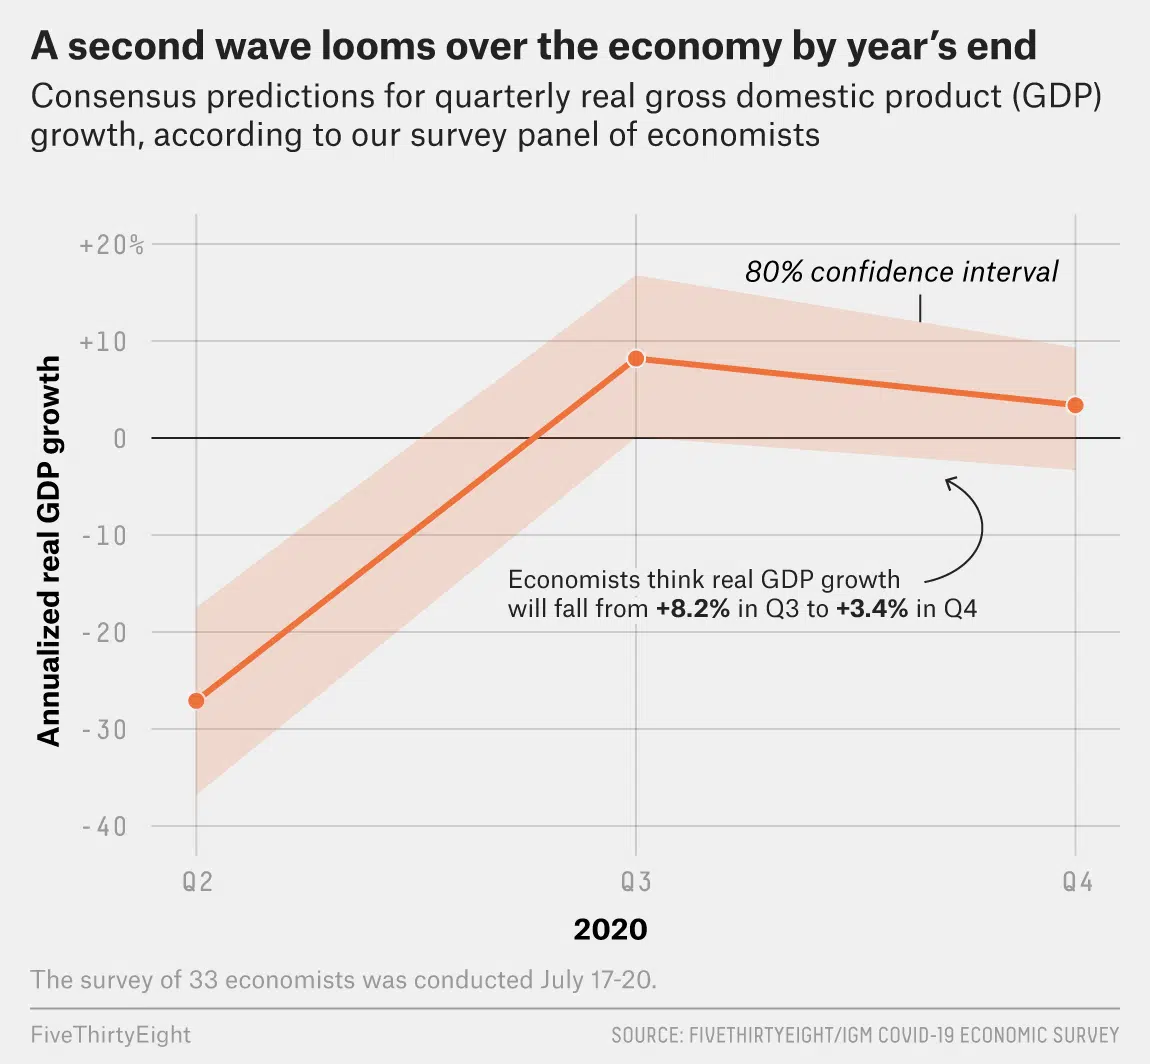 A second wave looms over the economy by year's end
Consensus predictions for quarterly real gross domestic product (GDP)
growth, according to our survey panel of economists
+20%
80% confidence interval
+10
0
-10
Economists think real GDP growth
will fall from +8.2% in Q3 to +3.4% in Q4
-20
-30
-40
Annualized real GDP growth
Q2 Q3 Q4
2020
The survey of 33 economists was conducted July 17-20.
FiveThirtyEight SOURCE: FIVETHIRTYEIGHT/IGM COVID-19 ECONOMIC SURVEY